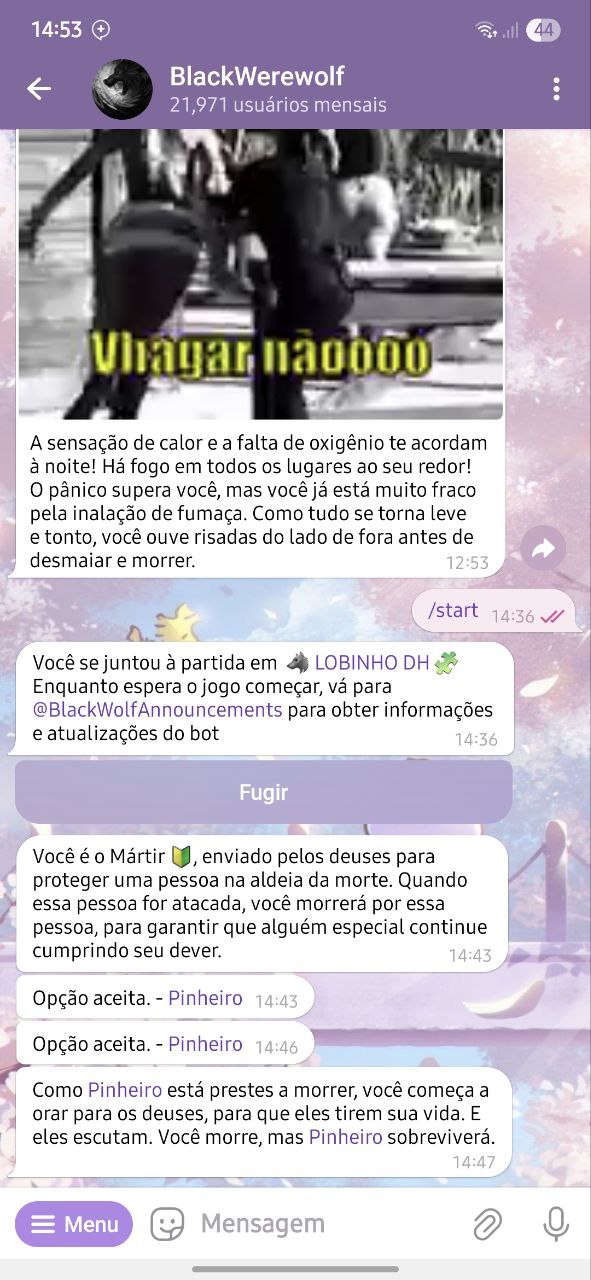 14:53
44
BlackWerewolf
21,971 usuários mensais
Vhagar nãoooo
A sensação de calor e a falta de oxigênio te acordam
à noite! Há fogo em todos os lugares ao seu redor!
O pânico supera você, mas você já está muito fraco
pela inalação de fumaça. Como tudo se torna leve
e tonto, você ouve risadas do lado de fora antes de
desmaiar e morrer.
12:53
/start 14:36
Você se juntou à partida em 🐺 LOBINHO DH 🧩
Enquanto espera o jogo começar, vá para
@BlackWolfAnnouncements para obter informações
e atualizações do bot
14:36
Fugir
Você é o Mártir 🔰, enviado pelos deuses para
proteger uma pessoa na aldeia da morte. Quando
essa pessoa for atacada, você morrerá por essa
pessoa, para garantir que alguém especial continue
cumprindo seu dever.
14:43
Opção aceita. - Pinheiro 14:43
Opção aceita. - Pinheiro 14:46
Como Pinheiro está prestes a morrer, você começa a
orar para os deuses, para que eles tirem sua vida. E
eles escutam. Você morre, mas Pinheiro sobreviverá.
14:47
Menu
Mensagem